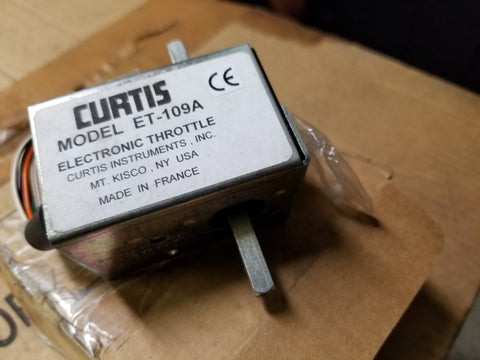 CURTIS
CE
MODEL ET-109A
ELECTRONIC THROTTLE
CURTIS INSTRUMENTS, INC.
MT. KISCO, NY USA
MADE IN FRANCE